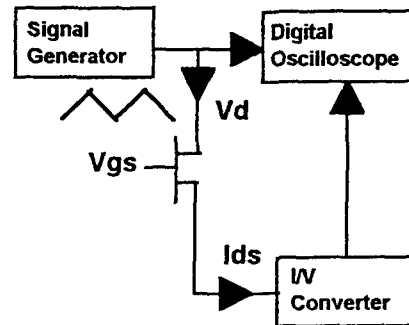 Signal
Generator
Digital
Oscilloscope
Vd
Vgs
Ids
I/V
Converter